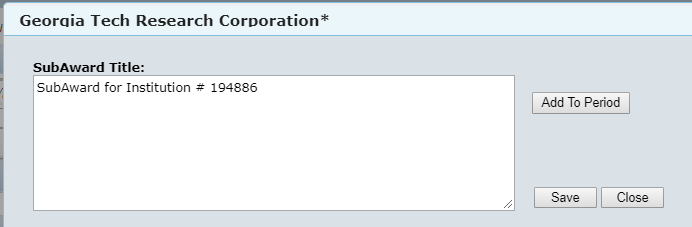 Georgia Tech Research Corporation*
SubAward Title:
SubAward for Institution # 194886
Add To Period
Save Close